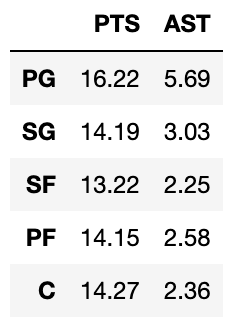 PTS AST
PG 16.22 5.69
SG 14.19 3.03
SF 13.22 2.25
PF 14.15 2.58
C 14.27 2.36